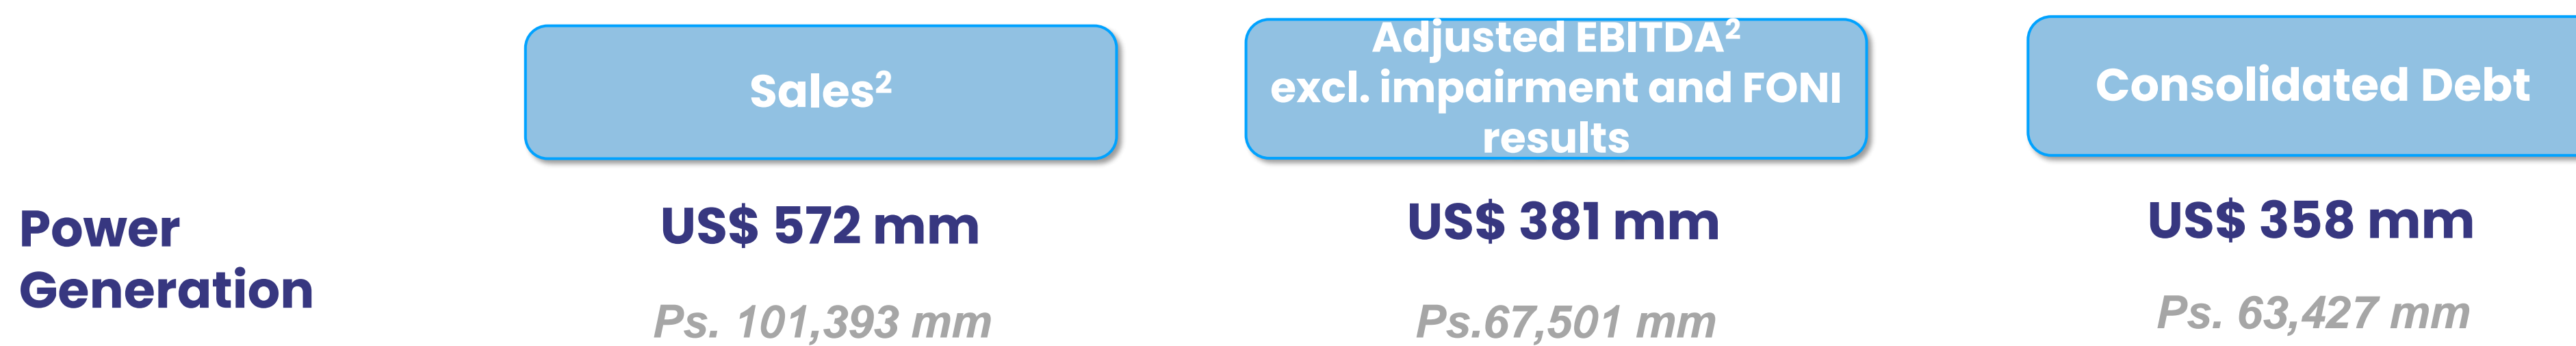 Sales²
Adjusted EBITDA²
excl. impairment and FONI
results
Consolidated Debt
Power
Generation
US$ 572 mm
US$ 381 mm
US$ 358 mm
Ps. 101,393 mm
Ps.67,501 mm
Ps. 63,427 mm